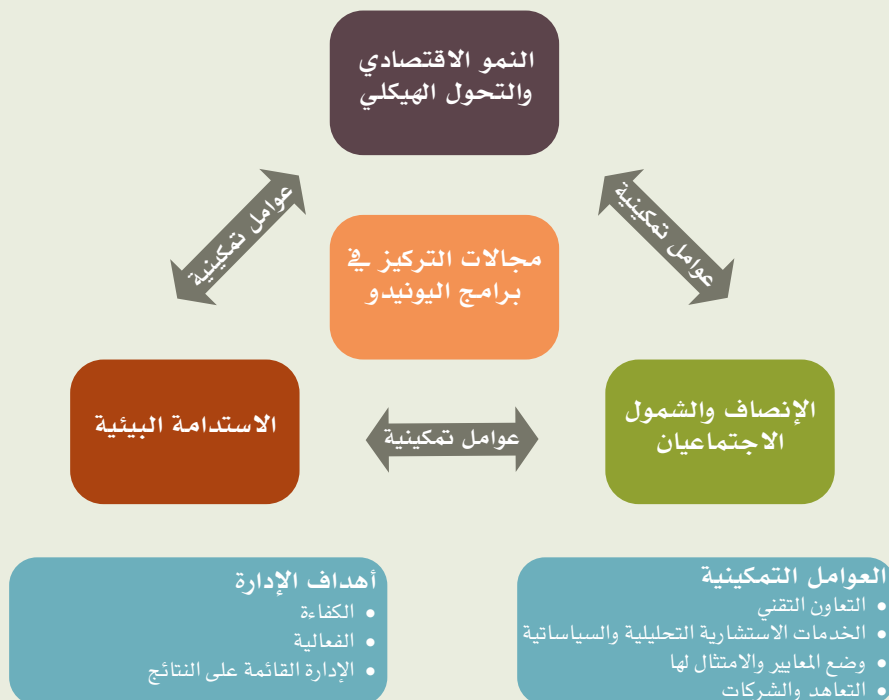 النمو الاقتصادي
والتحول الهيكلي
عوامل تمكينية
عوامل تمكينية
مجالات التركيز في
برامج اليونيدو
الإنصاف والشمول
الاجتماعيان
عوامل تمكينية
الاستدامة البيئية
العوامل التمكينية
• التعاون التقني
• الخدمات الاستشارية التحليلية والسياساتية
• وضع المعايير والامتثال لها
• التعاهد والشركات
أهداف الإدارة
• الكفاءة
• الفعالية
• الإدارة القائمة على النتائج